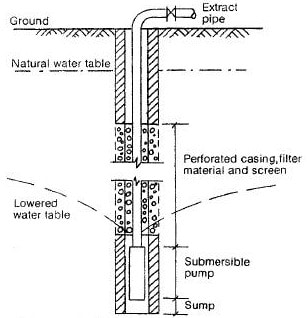 Extract
pipe
Ground
Natural water table
Perforated casing,filter
material and screen
Lowered
water table
Submersible
pump
Sump